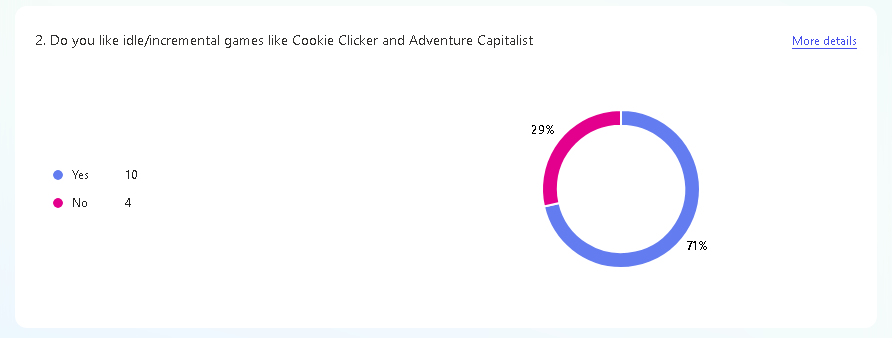 2. Do you like idle/incremental games like Cookie Clicker and Adventure Capitalist
More details
29%
Yes 10
No 4
71%